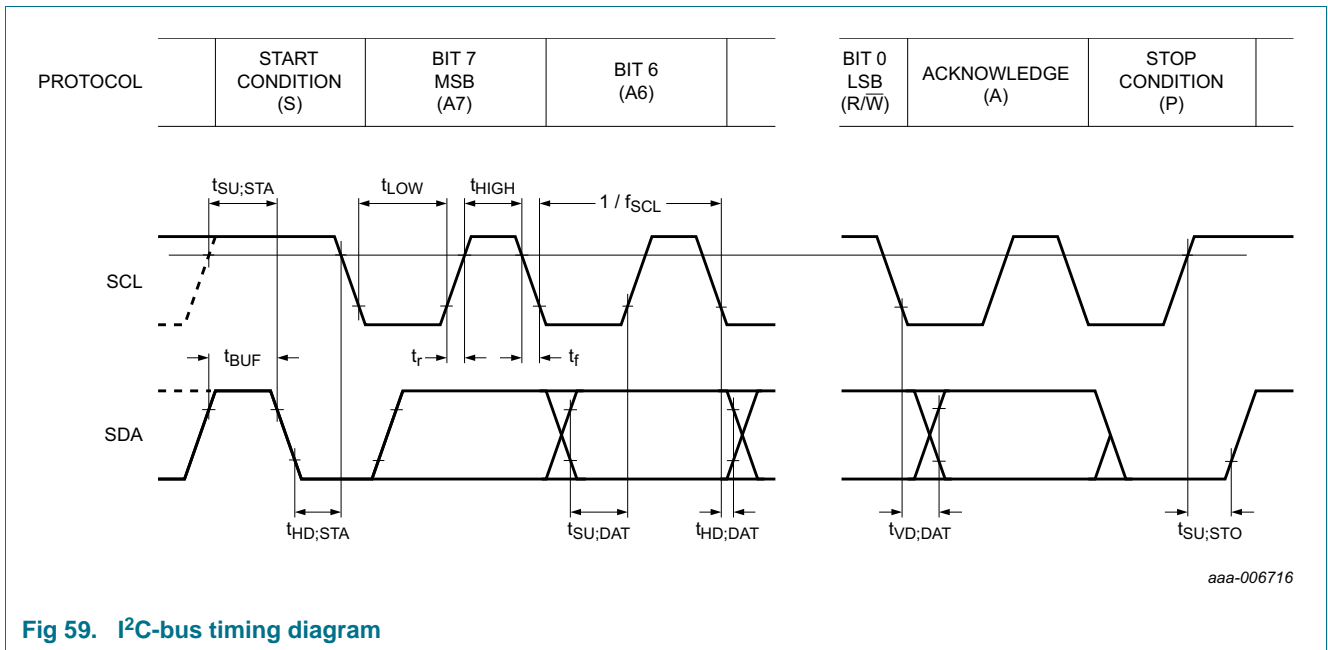 PROTOCOL
START
CONDITION
(S)
BIT 7
MSB
(A7)
BIT 6
(A6)
BIT 0
LSB
(R/W̅)
ACKNOWLEDGE
(A)
STOP
CONDITION
(P)
tSU;STA
tLOW
tHIGH
1 / fSCL
SCL
tBUF
tr
tf
SDA
tHD;STA
tSU;DAT
tHD;DAT
tVD;DAT
tSU;STO
aaa-006716
Fig 59. I²C-bus timing diagram